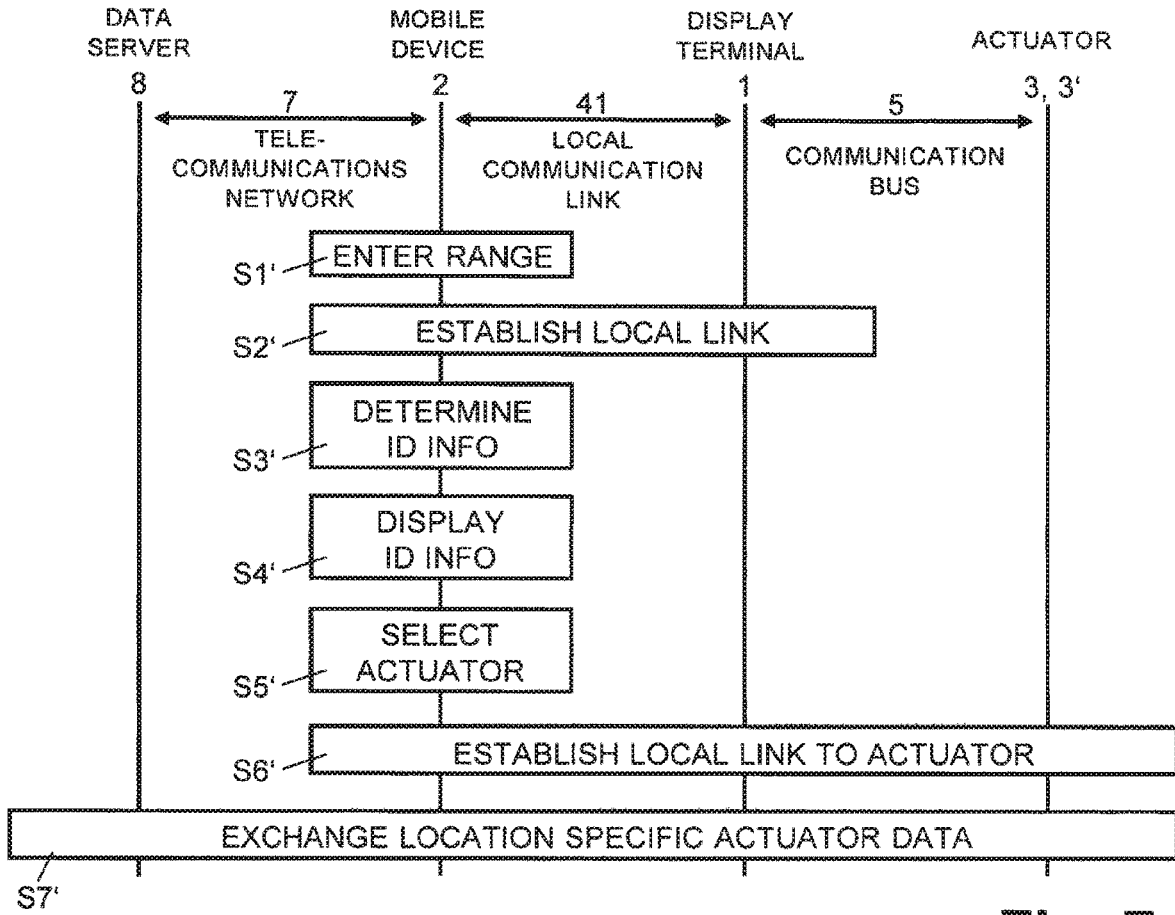 DATA
SERVER
8
MOBILE
DEVICE
2
DISPLAY
TERMINAL
1
ACTUATOR
3, 3‘
7
TELE-
COMMUNICATIONS
NETWORK
41
LOCAL
COMMUNICATION
LINK
5
COMMUNICATION
BUS
S1‘
ENTER RANGE
S2‘
ESTABLISH LOCAL LINK
S3‘
DETERMINE
ID INFO
S4‘
DISPLAY
ID INFO
S5‘
SELECT
ACTUATOR
S6‘
ESTABLISH LOCAL LINK TO ACTUATOR
EXCHANGE LOCATION SPECIFIC ACTUATOR DATA
S7‘